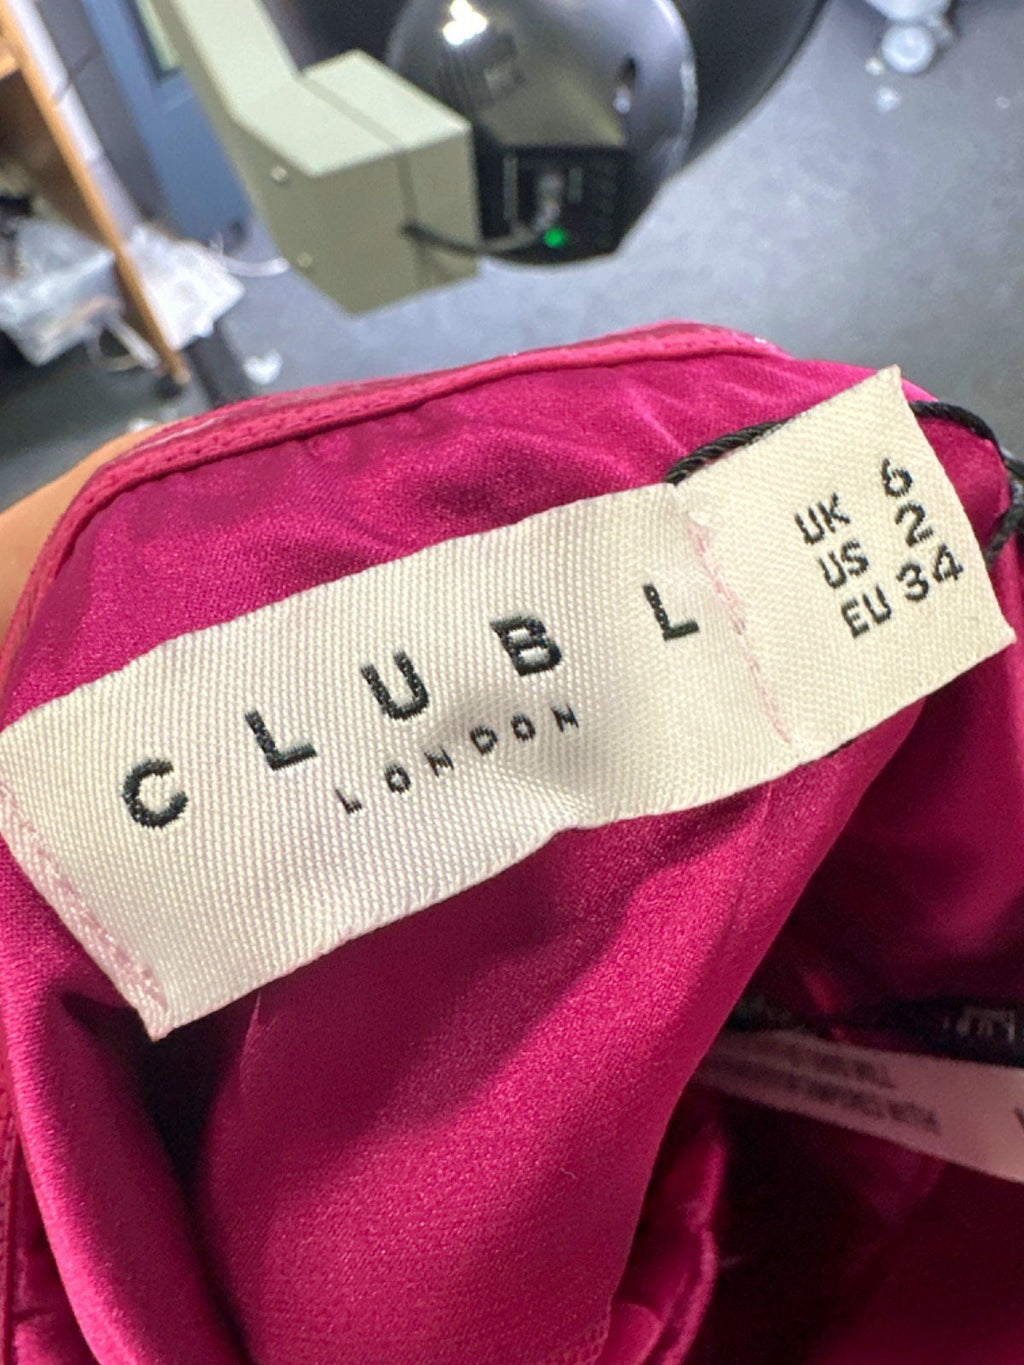 CLUB L
LONDON
UK 6
US 2
EU 34